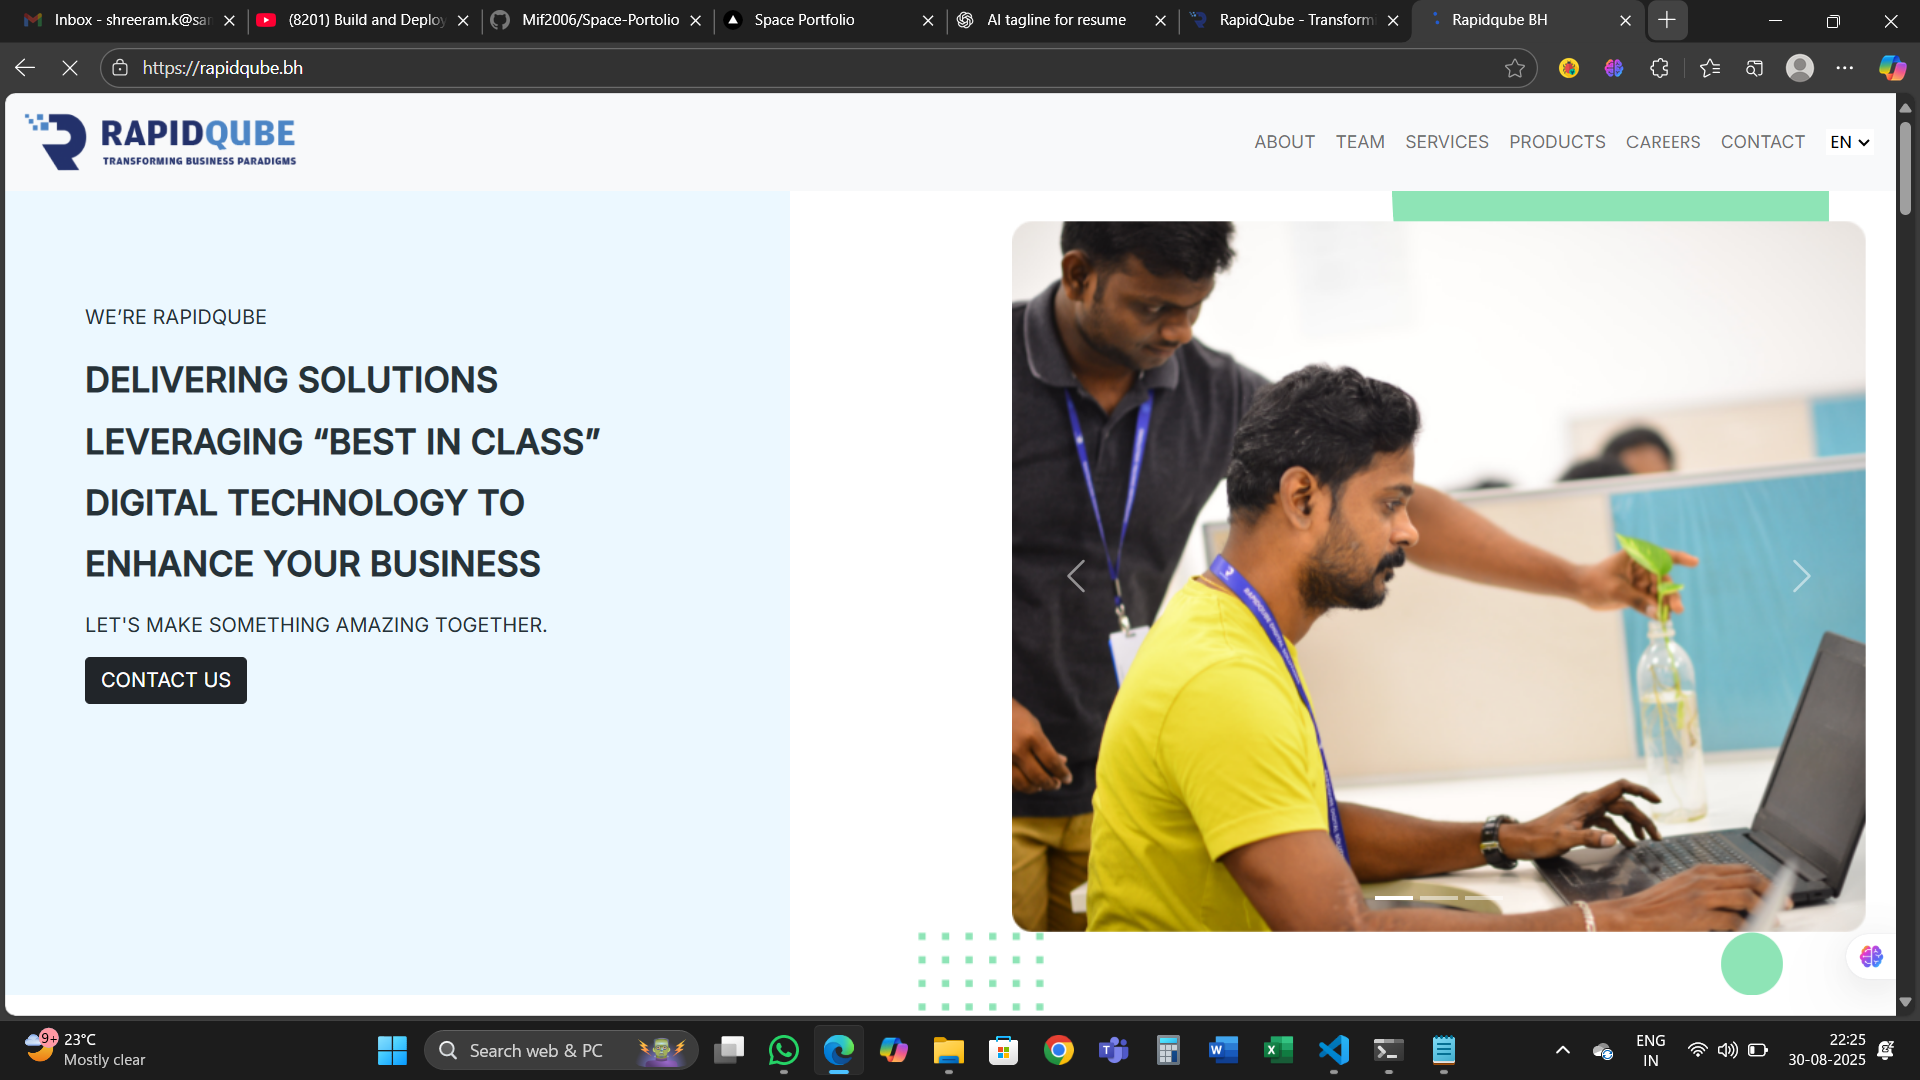 Inbox - shreeram.k@sar
(8201) Build and Deploy
Mif2006/Space-Portolio
Space Portfolio
AI tagline for resume
RapidQube - Transformi
Rapidqube BH
https://rapidqube.bh
RAPIDQUBE
TRANSFORMING BUSINESS PARADIGMS
ABOUT
TEAM
SERVICES
PRODUCTS
CAREERS
CONTACT
EN
WE’RE RAPIDQUBE
DELIVERING SOLUTIONS
LEVERAGING “BEST IN CLASS”
DIGITAL TECHNOLOGY TO
ENHANCE YOUR BUSINESS
LET'S MAKE SOMETHING AMAZING TOGETHER.
CONTACT US
9+
23°C
Mostly clear
Search web & PC
ENG
IN
22:25
30-08-2025